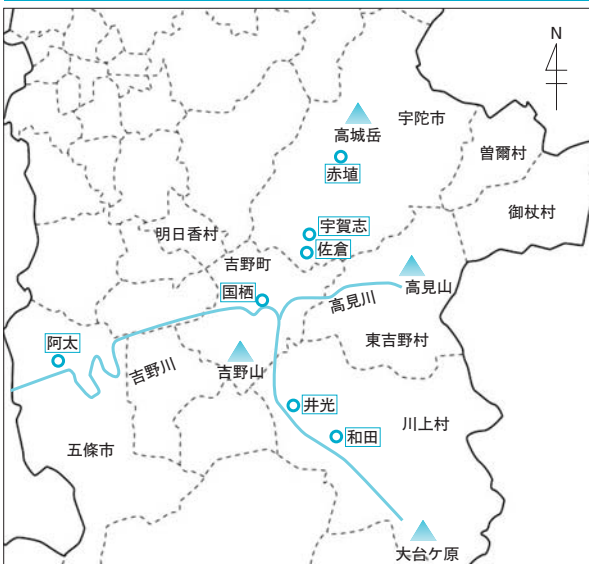 N
宇陀市
高城岳
曽爾村
赤埴
御杖村
宇賀志
明日香村
佐倉
吉野町
高見山
国栖
高見川
東吉野村
阿太
吉野川
吉野山
井光
川上村
和田
五條市
大台ケ原